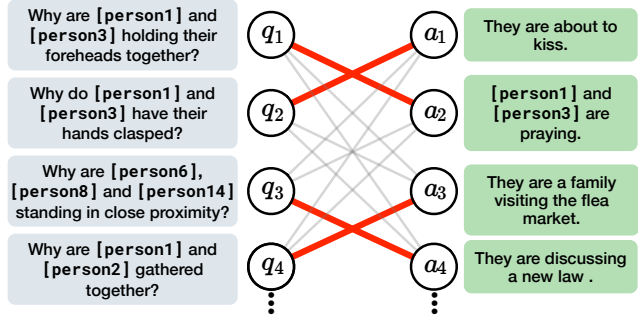 Why are [person1] and
[person3] holding their
foreheads together?
q1
a1
They are about to
kiss.
Why do [person1] and
[person3] have their
hands clasped?
q2
a2
[person1] and
[person3] are
praying.
Why are [person6],
[person8] and [person14]
standing in close proximity?
q3
a3
They are a family
visiting the flea
market.
Why are [person1] and
[person2] gathered
together?
q4
a4
They are discussing
a new law .